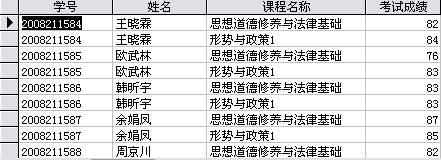 学号 姓名 课程名称 考试成绩
2008211584 王晓霖 思想道德修养与法律基础 82
2008211584 王晓霖 形势与政策1 84
2008211585 欧武林 思想道德修养与法律基础 76
2008211585 欧武林 形势与政策1 83
2008211586 韩昕宇 思想道德修养与法律基础 83
2008211586 韩昕宇 形势与政策1 83
2008211587 余娟凤 思想道德修养与法律基础 87
2008211587 余娟凤 形势与政策1 85
2008211588 周京川 思想道德修养与法律基础 82